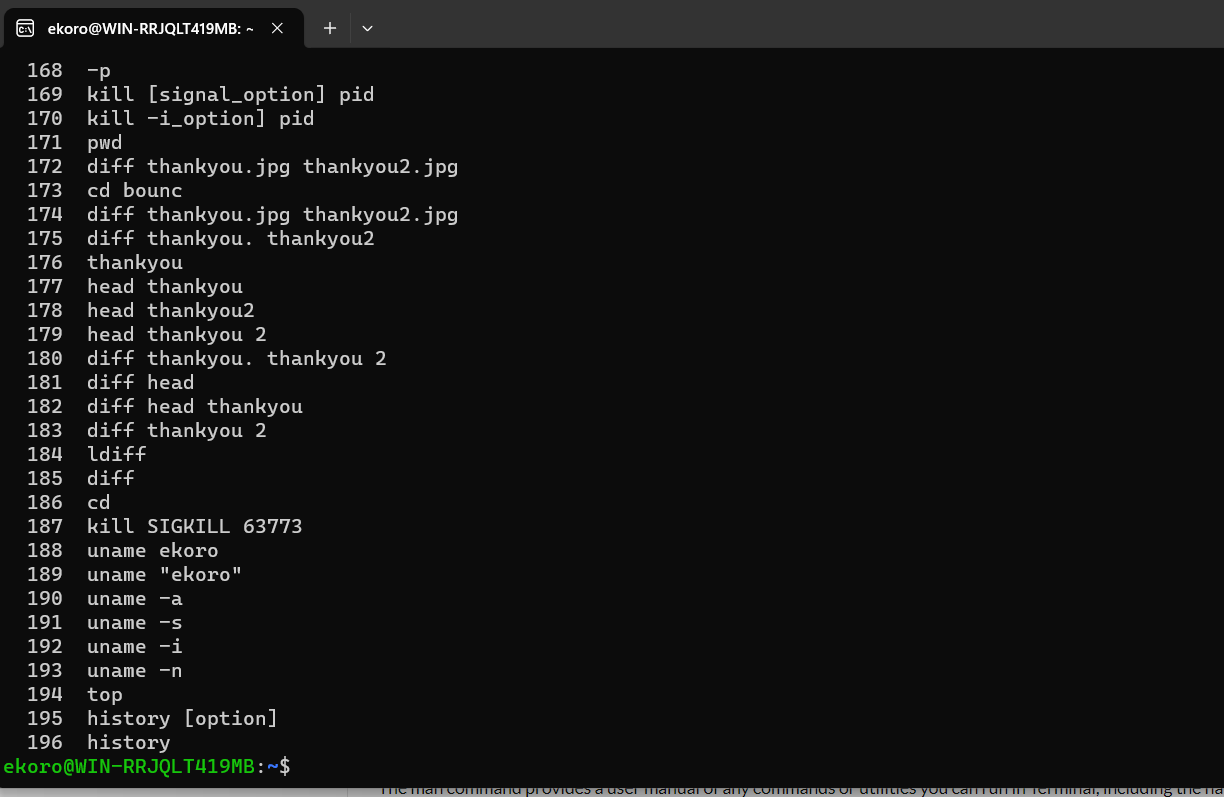 ekoro@WIN-RRJQLT419MB: ~
168 -p
169 kill [signal_option] pid
170 kill -i_option] pid
171 pwd
172 diff thankyou.jpg thankyou2.jpg
173 cd bounc
174 diff thankyou.jpg thankyou2.jpg
175 diff thankyou. thankyou2
176 thankyou
177 head thankyou
178 head thankyou2
179 head thankyou 2
180 diff thankyou. thankyou 2
181 diff head
182 diff head thankyou
183 diff thankyou 2
184 ldiff
185 diff
186 cd
187 kill SIGKILL 63773
188 uname ekoro
189 uname "ekoro"
190 uname -a
191 uname -s
192 uname -i
193 uname -n
194 top
195 history [option]
196 history
ekoro@WIN-RRJQLT419MB:~$
The man command provides a user manual of any commands or utilities you can run in Terminal, including the na